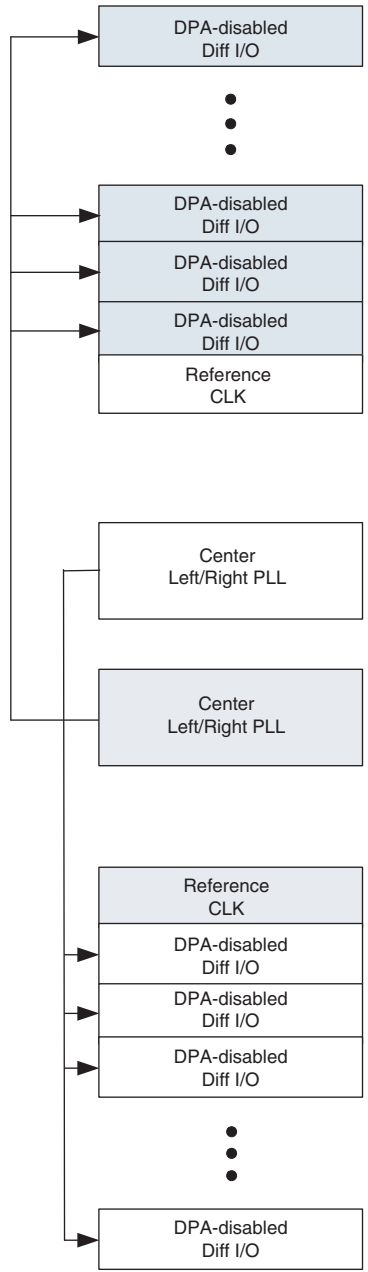 DPA-disabled
Diff I/O
DPA-disabled
Diff I/O
DPA-disabled
Diff I/O
DPA-disabled
Diff I/O
Reference
CLK
Center
Left/Right PLL
Center
Left/Right PLL
Reference
CLK
DPA-disabled
Diff I/O
DPA-disabled
Diff I/O
DPA-disabled
Diff I/O
DPA-disabled
Diff I/O